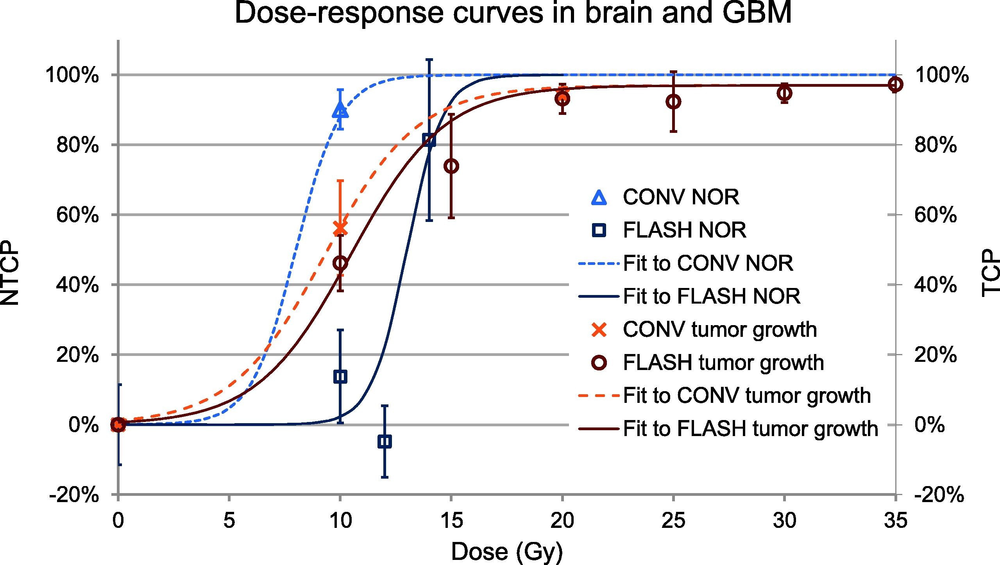 Dose-response curves in brain and GBM
100%
80%
60%
40%
20%
0%
-20%
NTCP
100%
80%
60%
40%
20%
0%
-20%
TCP
CONV NOR
FLASH NOR
Fit to CONV NOR
Fit to FLASH NOR
CONV tumor growth
FLASH tumor growth
Fit to CONV tumor growth
Fit to FLASH tumor growth
0 5 10 15 20 25 30 35
Dose (Gy)